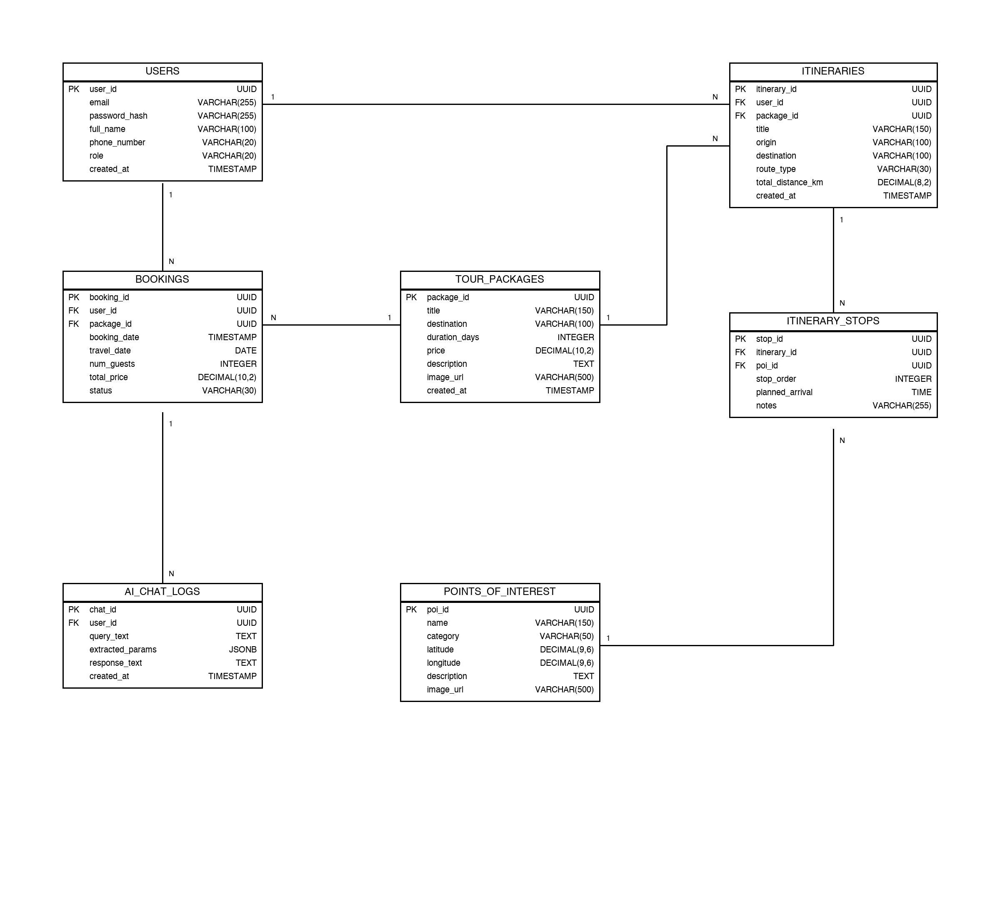 USERS
PK user_id UUID
email VARCHAR(255)
password_hash VARCHAR(255)
full_name VARCHAR(100)
phone_number VARCHAR(20)
role VARCHAR(20)
created_at TIMESTAMP
1
N
ITINERARIES
PK itinerary_id UUID
FK user_id UUID
FK package_id UUID
title VARCHAR(150)
origin VARCHAR(100)
destination VARCHAR(100)
route_type VARCHAR(30)
total_distance_km DECIMAL(8,2)
created_at TIMESTAMP
N
1
1
N
N
BOOKINGS
PK booking_id UUID
FK user_id UUID
FK package_id UUID
booking_date TIMESTAMP
travel_date DATE
num_guests INTEGER
total_price DECIMAL(10,2)
status VARCHAR(30)
N
1
TOUR_PACKAGES
PK package_id UUID
title VARCHAR(150)
destination VARCHAR(100)
duration_days INTEGER
price DECIMAL(10,2)
description TEXT
image_url VARCHAR(500)
created_at TIMESTAMP
1
ITINERARY_STOPS
PK stop_id UUID
FK itinerary_id UUID
FK poi_id UUID
stop_order INTEGER
planned_arrival TIME
notes VARCHAR(255)
1
N
N
AI_CHAT_LOGS
PK chat_id UUID
FK user_id UUID
query_text TEXT
extracted_params JSONB
response_text TEXT
created_at TIMESTAMP
POINTS_OF_INTEREST
PK poi_id UUID
name VARCHAR(150)
category VARCHAR(50)
latitude DECIMAL(9,6)
longitude DECIMAL(9,6)
description TEXT
image_url VARCHAR(500)
1